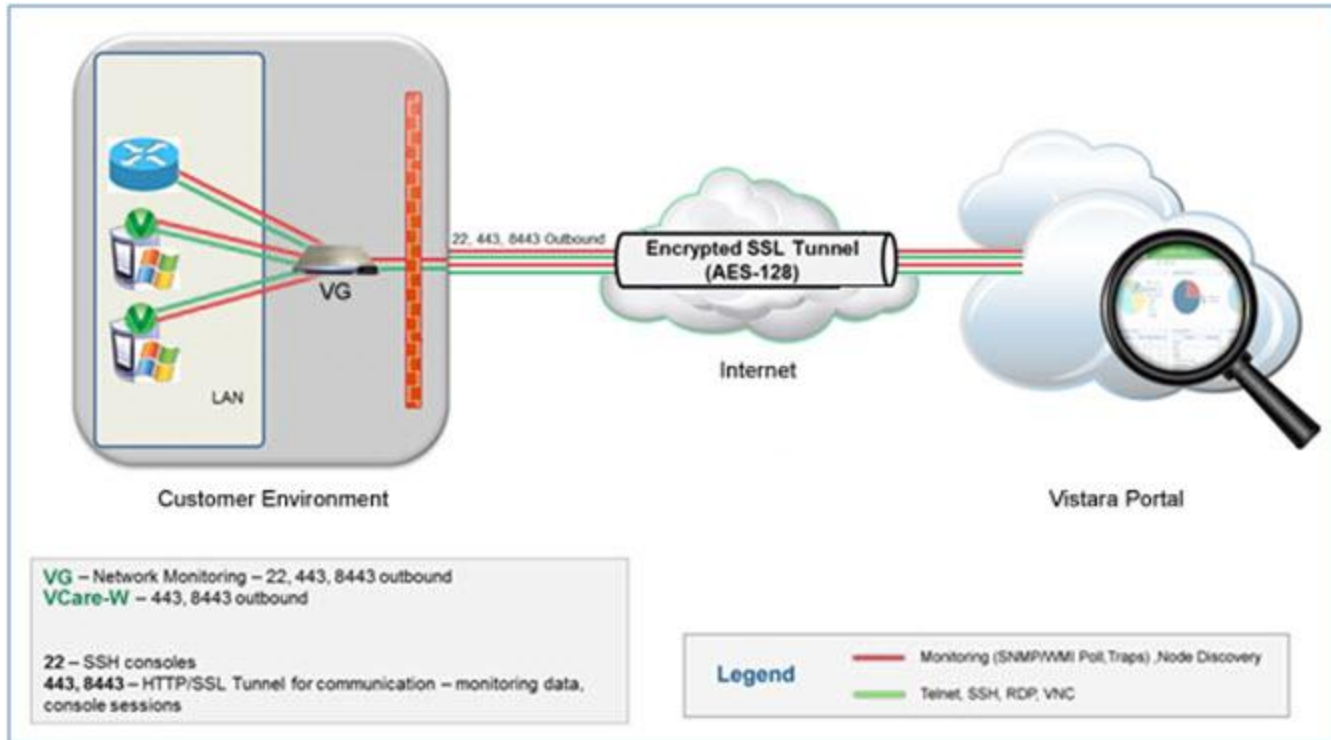 22, 443, 8443 Outbound
Encrypted SSL Tunnel
(AES-128)
V
V
VG
LAN
Internet
Customer Environment
Vistara Portal
VG – Network Monitoring – 22, 443, 8443 outbound
VCare-W – 443, 8443 outbound
22 – SSH consoles
443, 8443 – HTTP/SSL Tunnel for communication – monitoring data,
console sessions
Legend
Monitoring (SNMP/WMI Poll,Traps) ,Node Discovery
Telnet, SSH, RDP, VNC